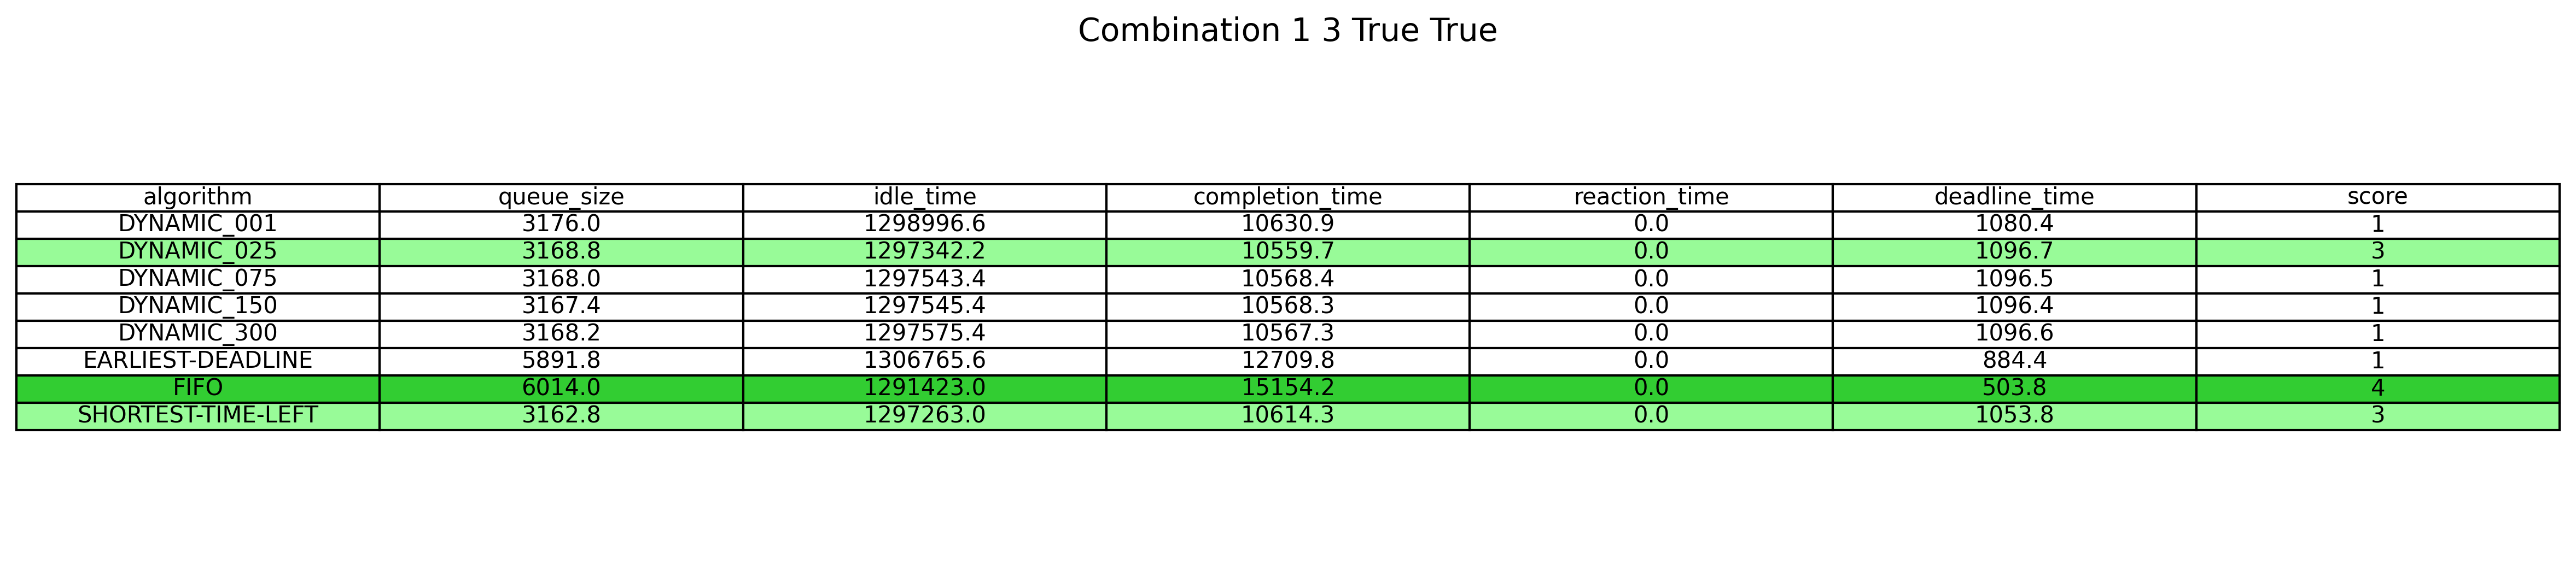 Combination 1 3 True True
algorithm queue_size idle_time completion_time reaction_time deadline_time score
DYNAMIC_001 3176.0 1298996.6 10630.9 0.0 1080.4 1
DYNAMIC_025 3168.8 1297342.2 10559.7 0.0 1096.7 3
DYNAMIC_075 3168.0 1297543.4 10568.4 0.0 1096.5 1
DYNAMIC_150 3167.4 1297545.4 10568.3 0.0 1096.4 1
DYNAMIC_300 3168.2 1297575.4 10567.3 0.0 1096.6 1
EARLIEST-DEADLINE 5891.8 1306765.6 12709.8 0.0 884.4 1
FIFO 6014.0 1291423.0 15154.2 0.0 503.8 4
SHORTEST-TIME-LEFT 3162.8 1297263.0 10614.3 0.0 1053.8 3